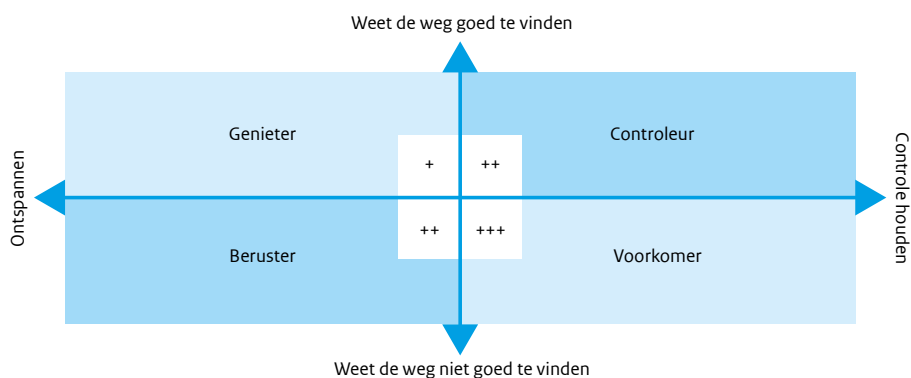 Weet de weg goed te vinden
Genieter
Controleur
+
++
Ontspannen
Controle houden
++
+++
Beruster
Voorkomer
Weet de weg niet goed te vinden